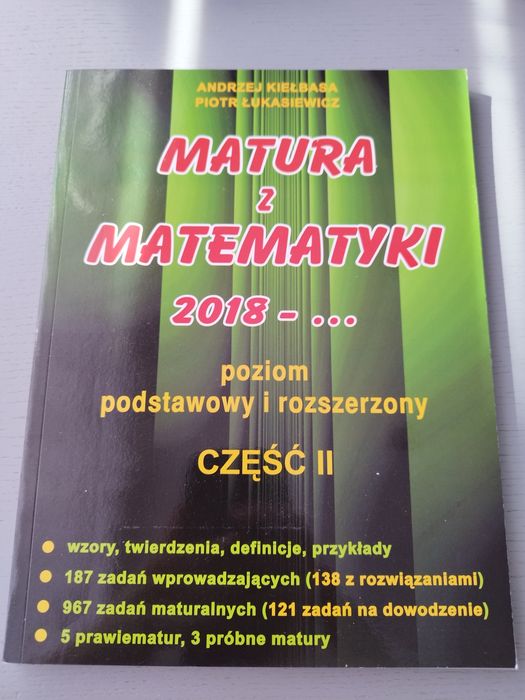 ANDRZEJ KIEŁBASA
PIOTR ŁUKASIEWICZ
MATURA
Z
MATEMATYKI
2018 - ...
poziom
podstawowy i rozszerzony
CZĘŚĆ II
wzory, twierdzenia, definicje, przykłady
187 zadań wprowadzających (138 z rozwiązaniami)
967 zadań maturalnych (121 zadań na dowodzenie)
5 prawiematur, 3 próbne matury